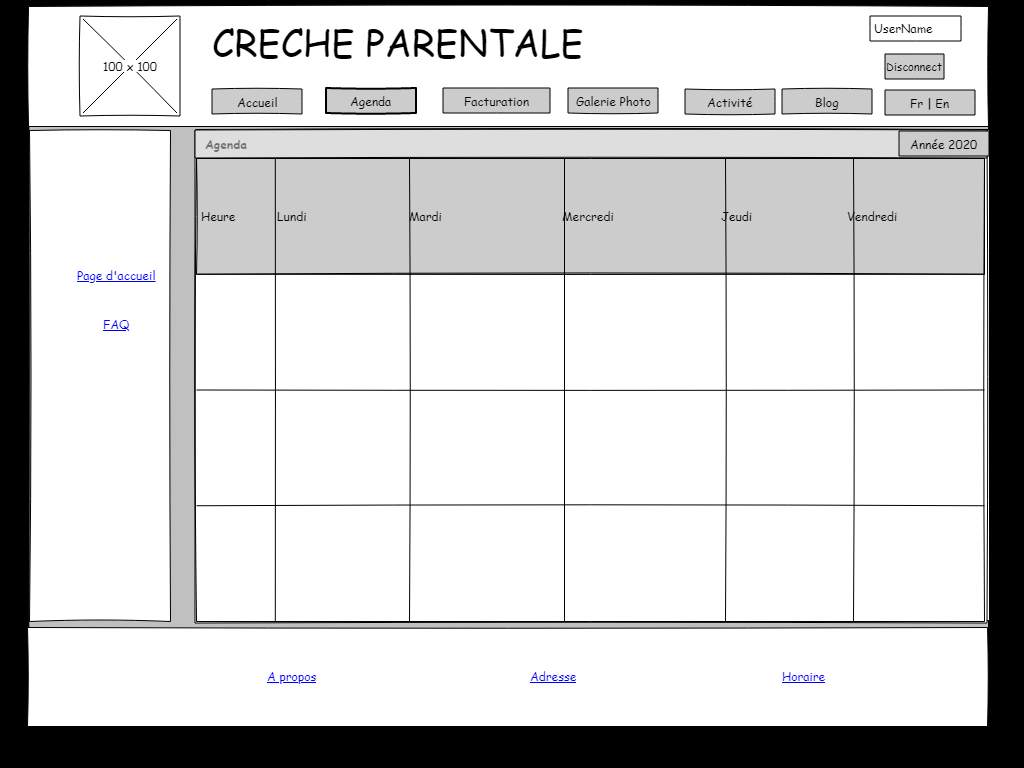 UserName
CRECHE PARENTALE
100 x 100
Disconnect
Accueil Agenda Facturation Galerie Photo Activité Blog Fr | En
Agenda Année 2020
Heure Lundi Mardi Mercredi Jeudi Vendredi
Page d'accueil
FAQ
A propos Adresse Horaire